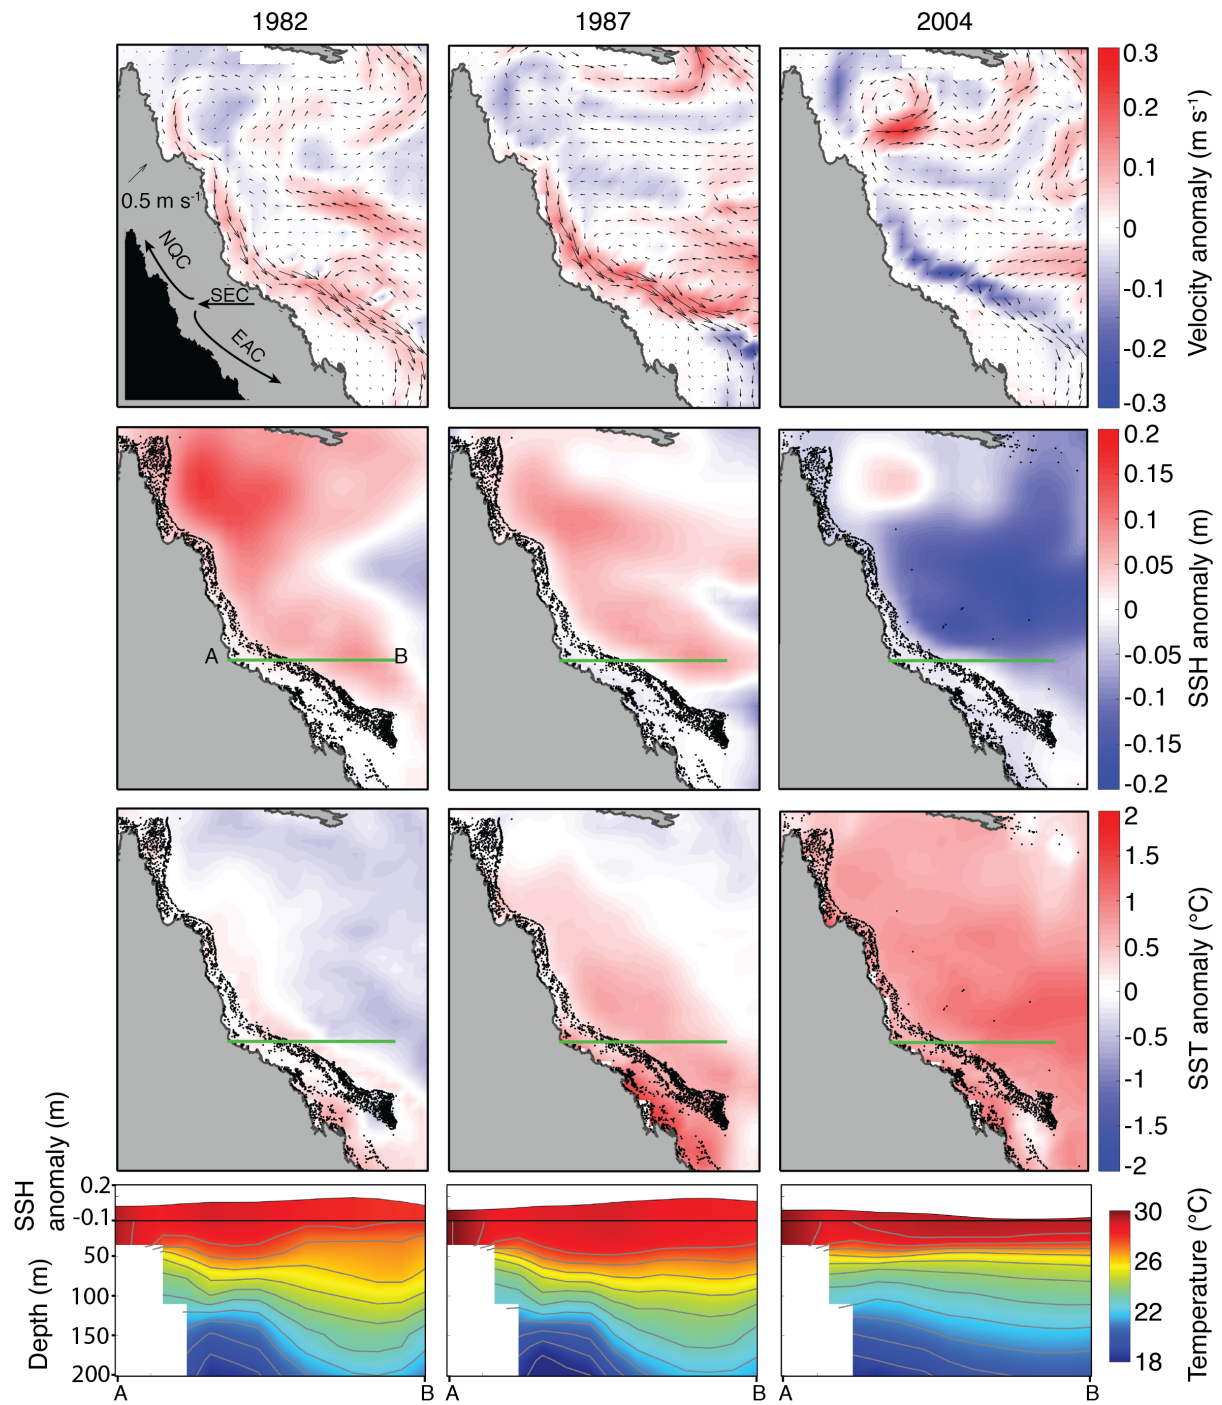 1982 1987 2004
0.3
0.2
0.1
0
-0.1
-0.2
-0.3
Velocity anomaly (m s-1)
0.5 m s-1
NQC
SEC
EAC
0.2
0.15
0.1
0.05
0
-0.05
-0.1
-0.15
-0.2
SSH anomaly (m)
A B
2
1.5
1
0.5
0
-0.5
-1
-1.5
-2
SST anomaly (°C)
SSH
anomaly (m)
0.2
-0.1
Depth (m)
50
100
150
200
A B A B A B
30
26
22
18
Temperature (°C)